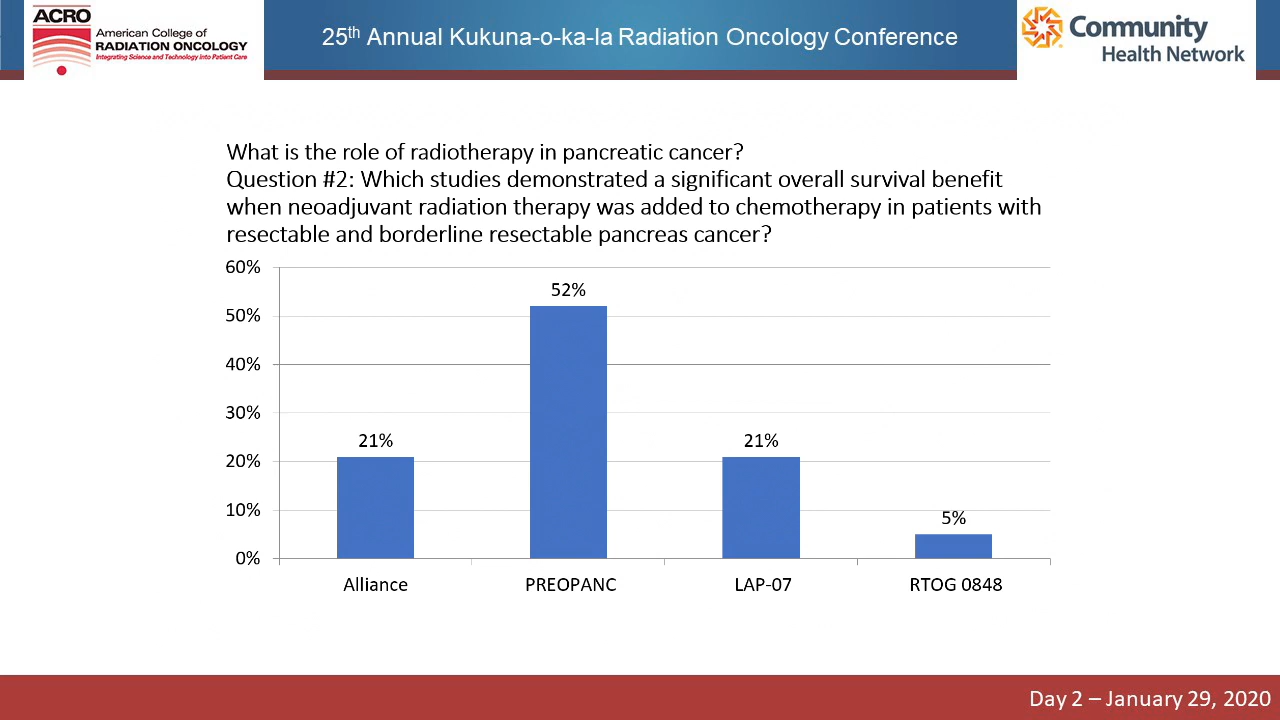 ACRO
American College of
RADIATION ONCOLOGY
Integrating Science and Technology into Patient Care
25th Annual Kukuna-o-ka-la Radiation Oncology Conference
Community
Health Network
What is the role of radiotherapy in pancreatic cancer?
Question #2: Which studies demonstrated a significant overall survival benefit
when neoadjuvant radiation therapy was added to chemotherapy in patients with
resectable and borderline resectable pancreas cancer?
60%
50%
40%
30%
20%
10%
0%
21%
52%
21%
5%
Alliance
PREOPANC
LAP-07
RTOG 0848
Day 2 – January 29, 2020